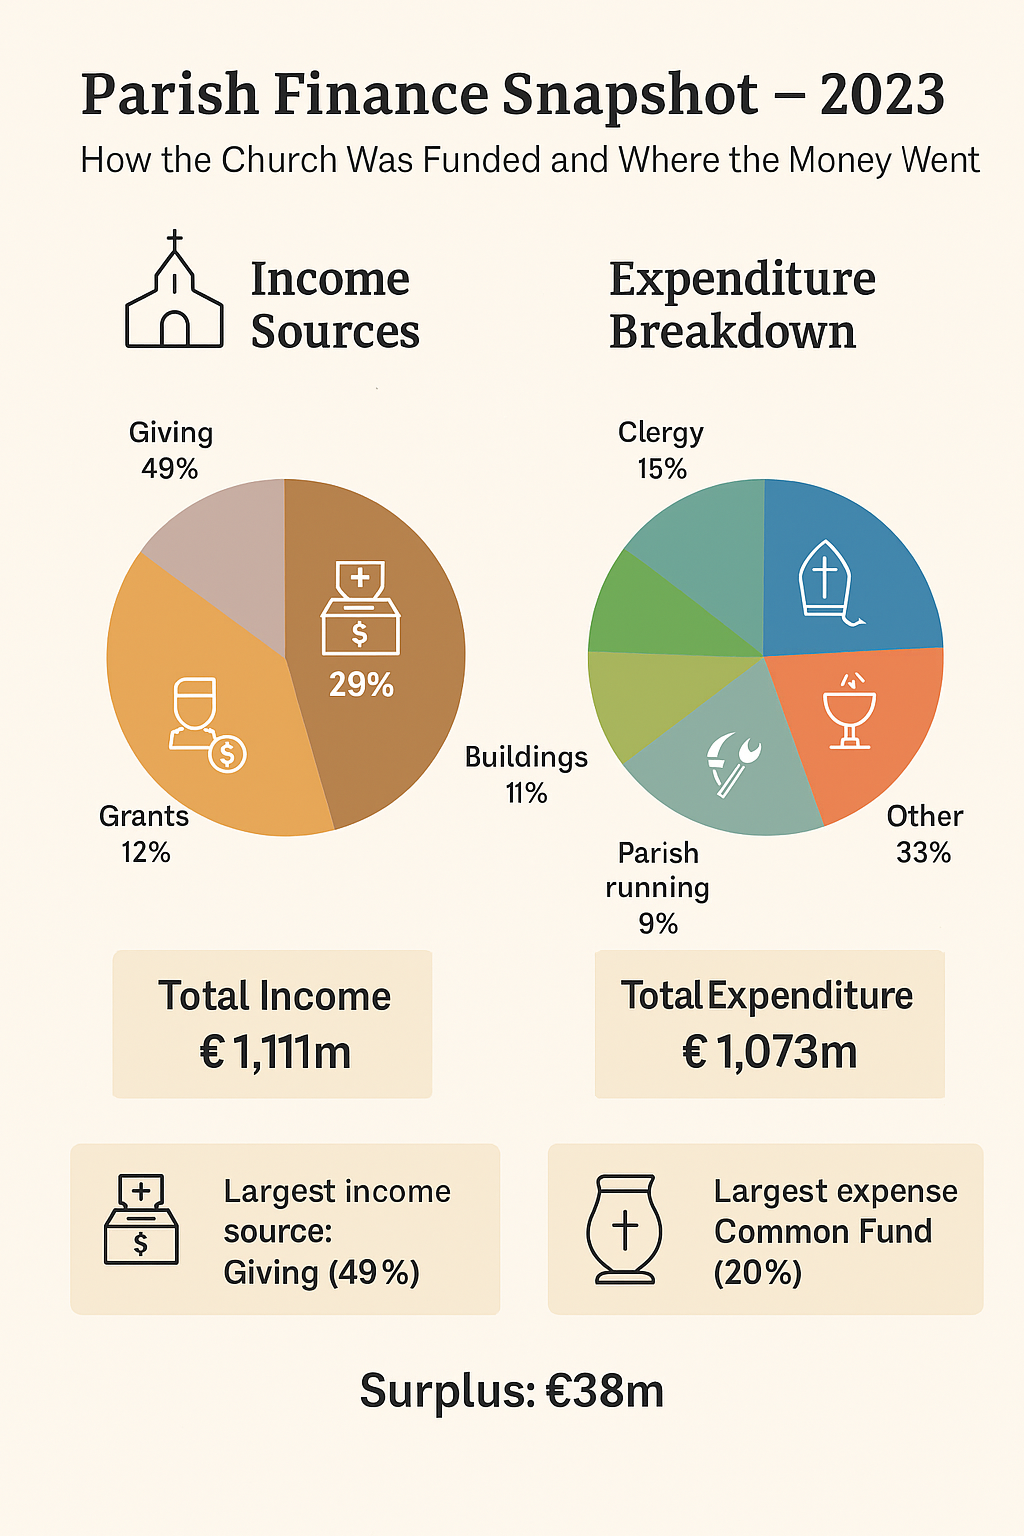 Parish Finance Snapshot – 2023
How the Church Was Funded and Where the Money Went
Income
Sources
Giving
49%
$
29%
$
Grants
12%
Expenditure
Breakdown
Clergy
15%
Buildings
11%
Parish
running
9%
Other
33%
Total Income
€ 1,111m
Total Expenditure
€ 1,073m
$
Largest income
source:
Giving (49%)
Largest expense
Common Fund
(20%)
Surplus: €38m